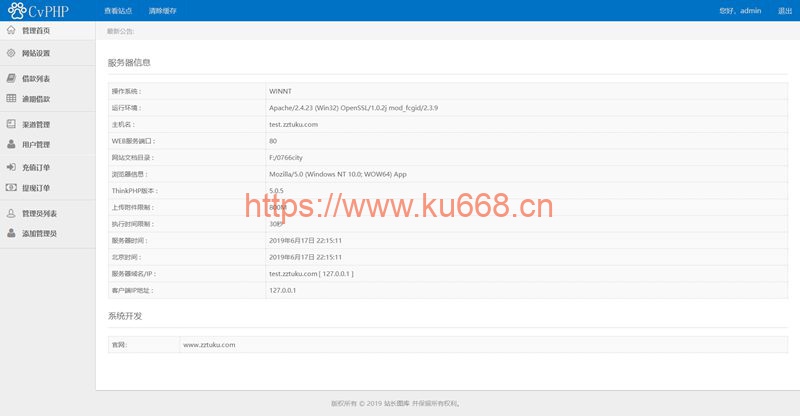 CvPHP 查看站点 清除缓存 您好，admin 退出
管理首页
网站设置
借款列表
逾期借款
渠道管理
用户管理
充值订单
提现订单
管理员列表
添加管理员
最新公告:
服务器信息
操作系统： WINNT
运行环境： Apache/2.4.23 (Win32) OpenSSL/1.0.2j mod_fcgid/2.3.9
主机名： test.zztuku.com
WEB服务端口： 80
网站文档目录： F:/0766city
浏览器信息： Mozilla/5.0 (Windows NT 10.0; WOW64) App
ThinkPHP版本： 5.0.5
上传附件限制： 800M
执行时间限制： 30秒
服务器时间： 2019年6月17日 22:15:11
北京时间： 2019年6月17日 22:15:11
服务器域名/IP： test.zztuku.com [ 127.0.0.1 ]
客户端IP地址： 127.0.0.1
https://www.ku668.cn
系统开发
官网： www.zztuku.com
版权所有 © 2019 站长图库 并保留所有权利。